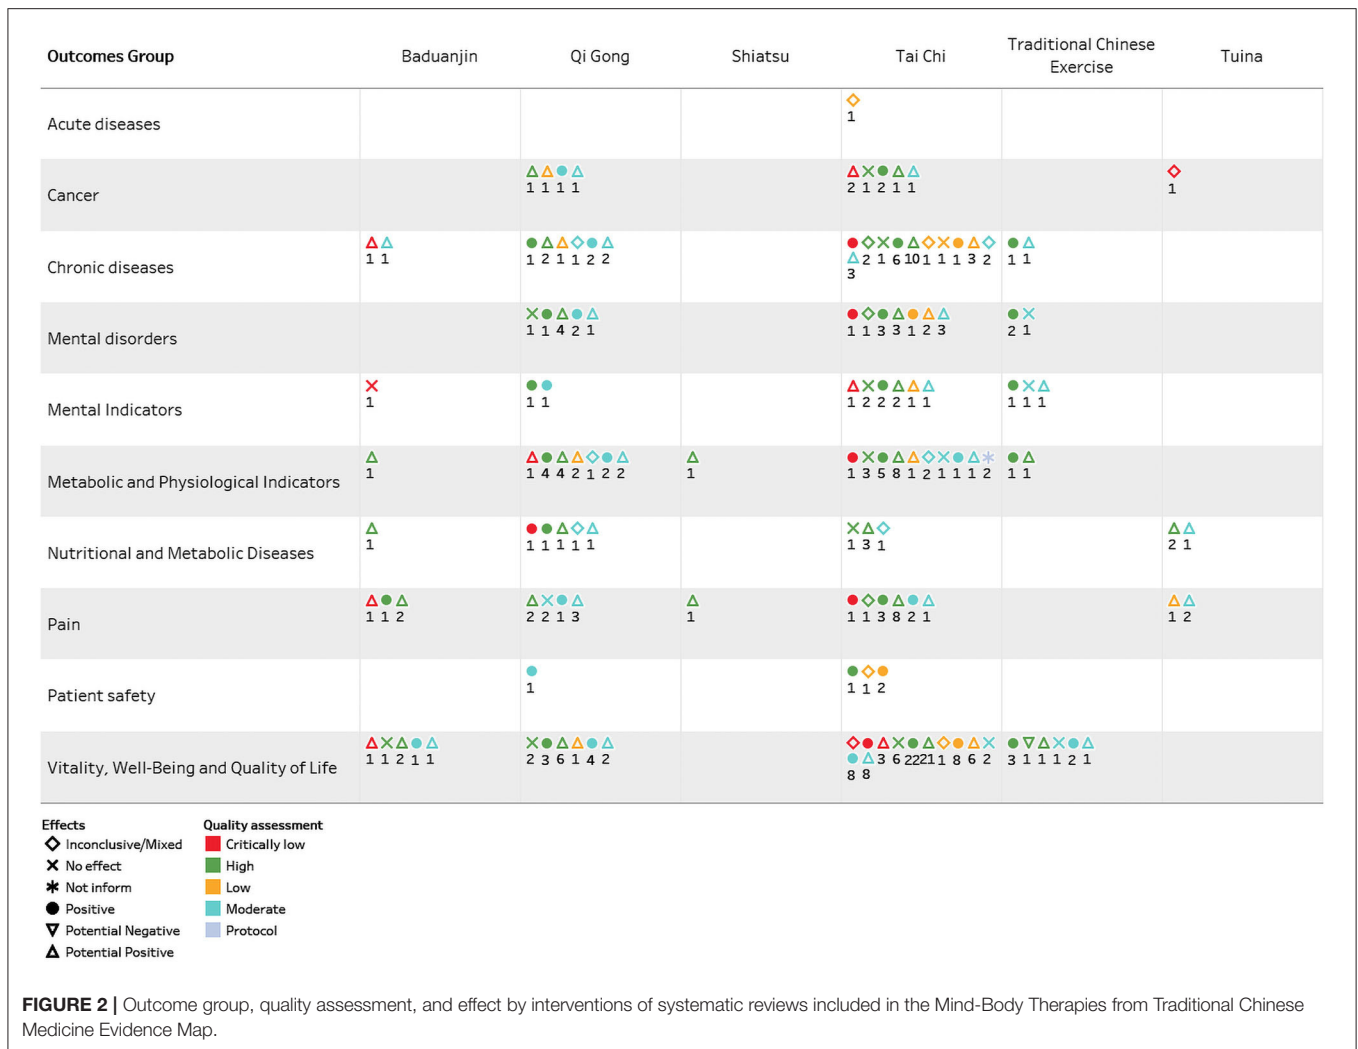 Outcomes Group Baduanjin Qi Gong Shiatsu Tai Chi Traditional Chinese Exercise Tuina
Acute diseases
1
Cancer
1 1 1 1 2 1 2 1 1 1
Chronic diseases
1 1 1 2 1 1 2 2 2 1 6 10 1 1 1 3 2 1 1
3
Mental disorders
1 1 4 2 1 1 1 3 3 1 2 3 2 1
Mental Indicators
1 1 1 1 2 2 2 1 1 1 1 1
Metabolic and Physiological Indicators
1 1 4 4 2 1 2 2 1 1 3 5 8 1 2 1 1 1 2 1 1
Nutritional and Metabolic Diseases
1 1 1 1 1 1 1 3 1 2 1
Pain
1 1 2 2 2 1 3 1 1 1 3 8 2 1 1 2
Patient safety
1 1 1 2
Vitality, Well-Being and Quality of Life
1 1 2 1 1 2 3 6 1 4 2 3 6 22 21 1 8 6 2 3 1 1 1 2 1
8 8
Effects
Inconclusive/Mixed
No effect
Not inform
Positive
Potential Negative
Potential Positive
Quality assessment
Critically low
High
Low
Moderate
Protocol
FIGURE 2 | Outcome group, quality assessment, and effect by interventions of systematic reviews included in the Mind-Body Therapies from Traditional Chinese
Medicine Evidence Map.